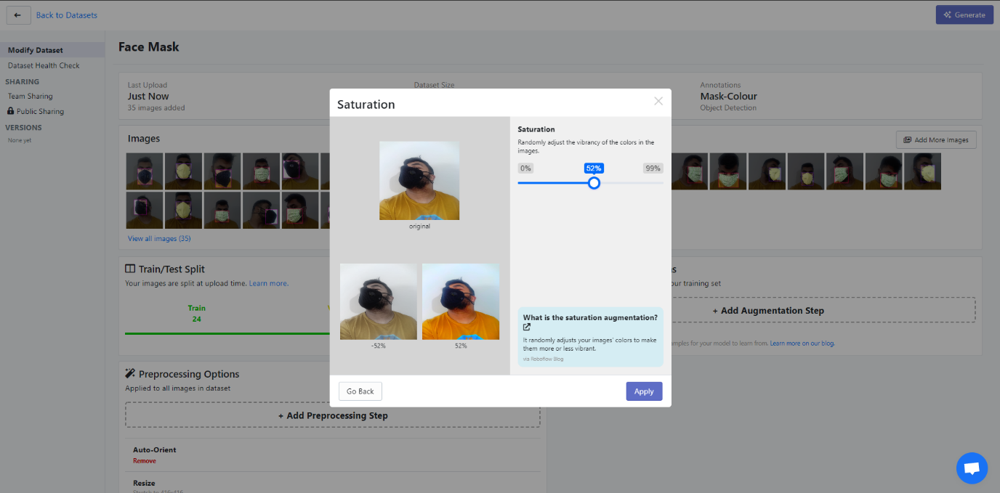 Back to Datasets
Generate
Modify Dataset
Dataset Health Check
SHARING
Team Sharing
Public Sharing
VERSIONS
None yet
Face Mask
Last Upload
Just Now
35 images added
Dataset Size
Annotations
Mask-Colour
Object Detection
Images
Add More Images
View all images (35)
Train/Test Split
Your images are split at upload time. Learn more.
Train
24
our training set
+ Add Augmentation Step
for your model to learn from. Learn more on our blog.
Preprocessing Options
Applied to all images in dataset
+ Add Preprocessing Step
Auto-Orient
Remove
Resize
Saturation
original
-52%
52%
Saturation
Randomly adjust the vibrancy of the colors in the
images.
0%
52%
99%
What is the saturation augmentation?
It randomly adjusts your images' colors to make
them more or less vibrant.
via Roboflow Blog
Go Back
Apply